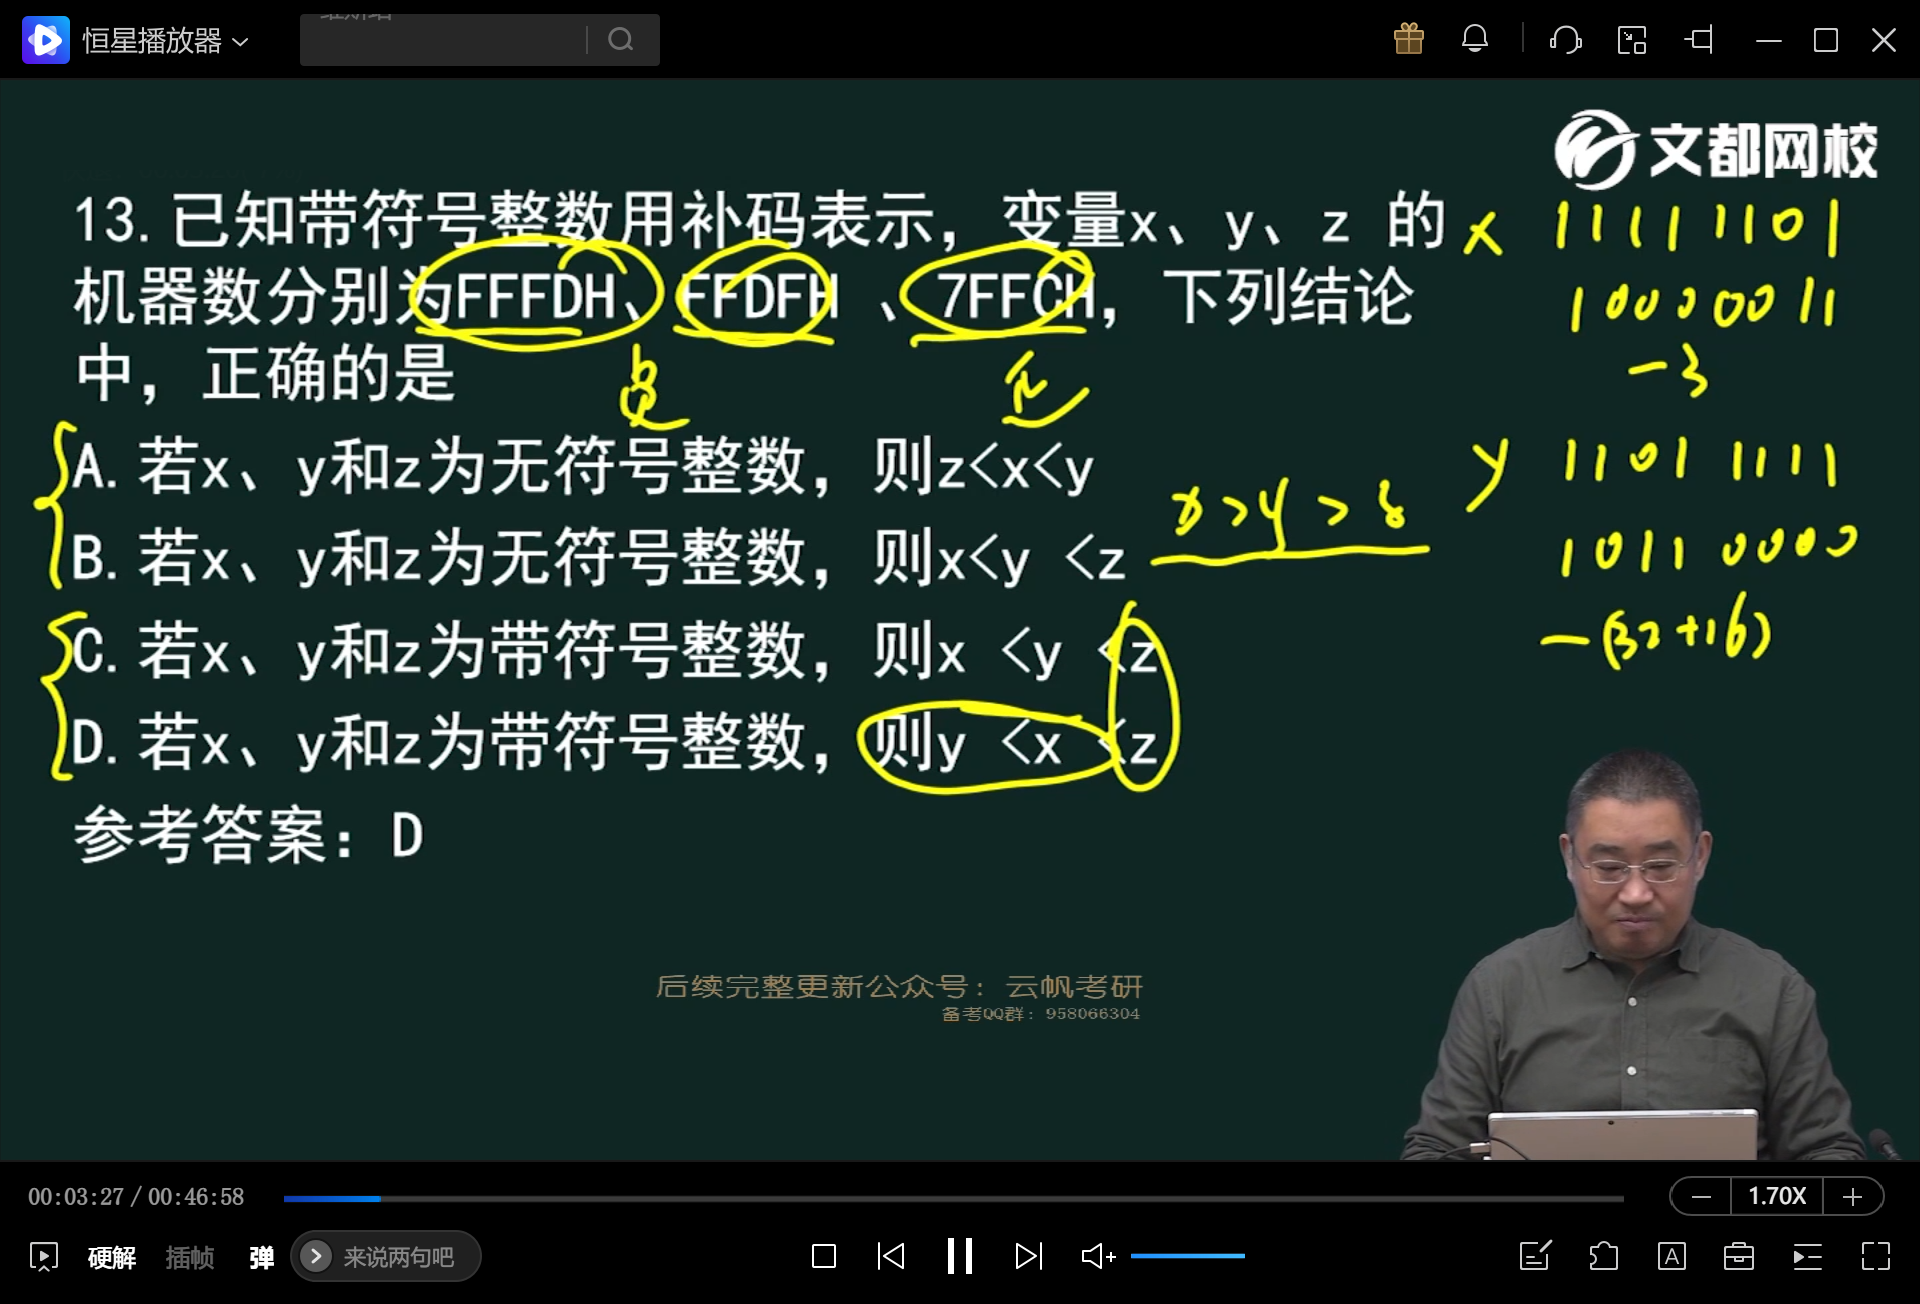 恒星播放器
文都网校
13.已知带符号整数用补码表示，变量x、y、z 的
机器数分别为FFFDH、FFDFH 、7FFCH，下列结论
中，正确的是
A.若x、y和z为无符号整数，则z<x<y
B.若x、y和z为无符号整数，则x<y <z
C.若x、y和z为带符号整数，则x <y <z
D.若x、y和z为带符号整数，则y <x <z
参考答案：D
x 1111 1101
1000 0011
-3
x>y>z
y 1101 1111
1011 0000
-(32+16)
后续完整更新公众号：云帆考研
备考QQ群：958066304
00:03:27 / 00:46:58
1.70X
硬解 插帧 弹 来说两句吧
A